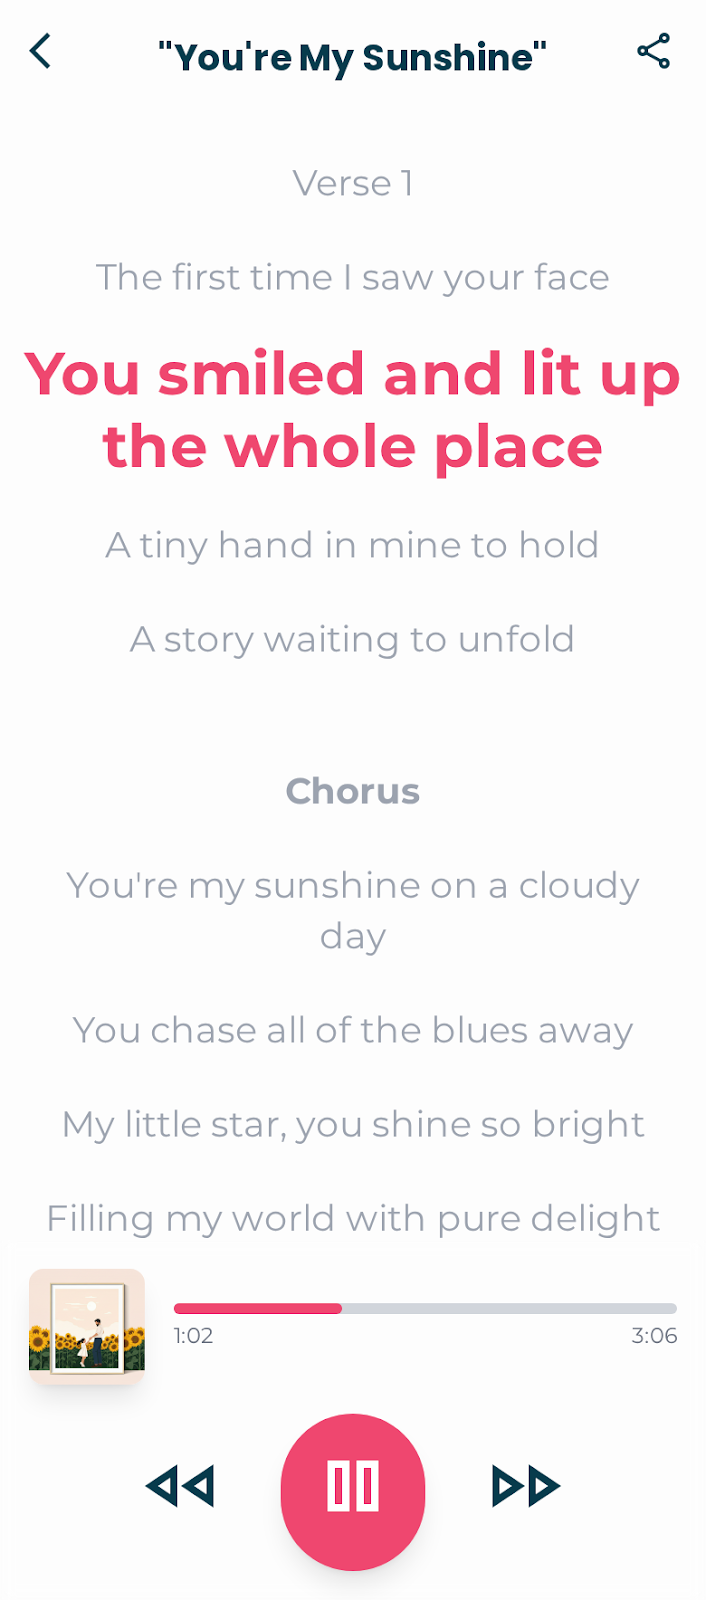 "You're My Sunshine"
Verse 1
The first time I saw your face
You smiled and lit up
the whole place
A tiny hand in mine to hold
A story waiting to unfold
Chorus
You're my sunshine on a cloudy
day
You chase all of the blues away
My little star, you shine so bright
Filling my world with pure delight
1:02
3:06